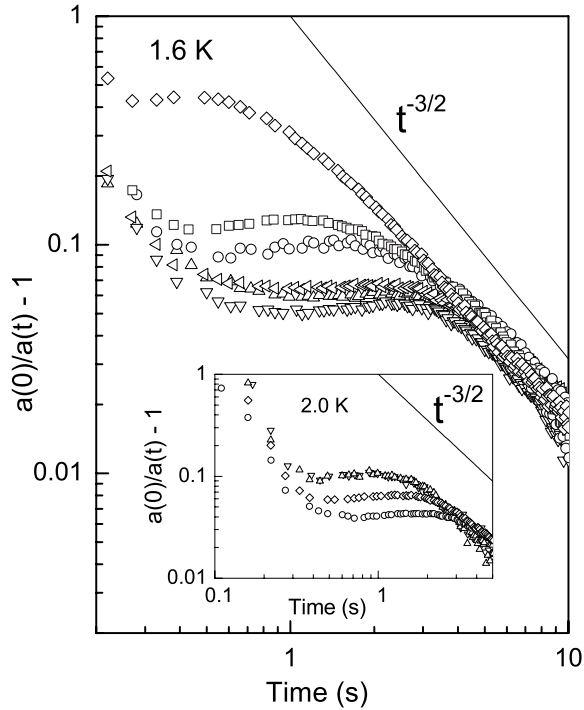 1
1.6 K
t^{-3/2}
0.1
a(0)/a(t) - 1
0.01
1
2.0 K
t^{-3/2}
0.1
a(0)/a(t) - 1
0.01
0.1
1
Time (s)
1
10
Time (s)